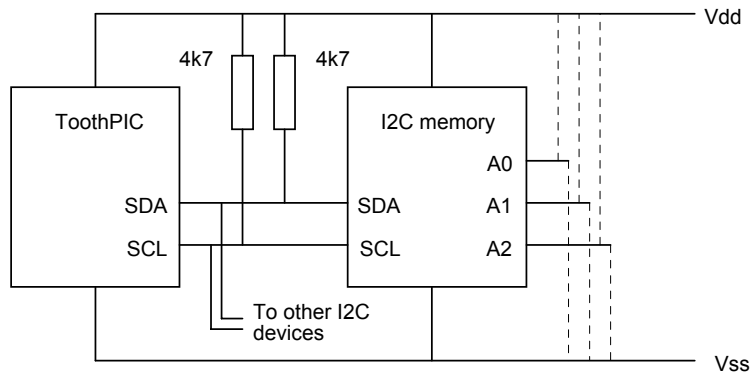 Vdd
4k7
4k7
ToothPIC
I2C memory
A0
SDA
SDA
A1
SCL
SCL
A2
To other I2C
devices
Vss